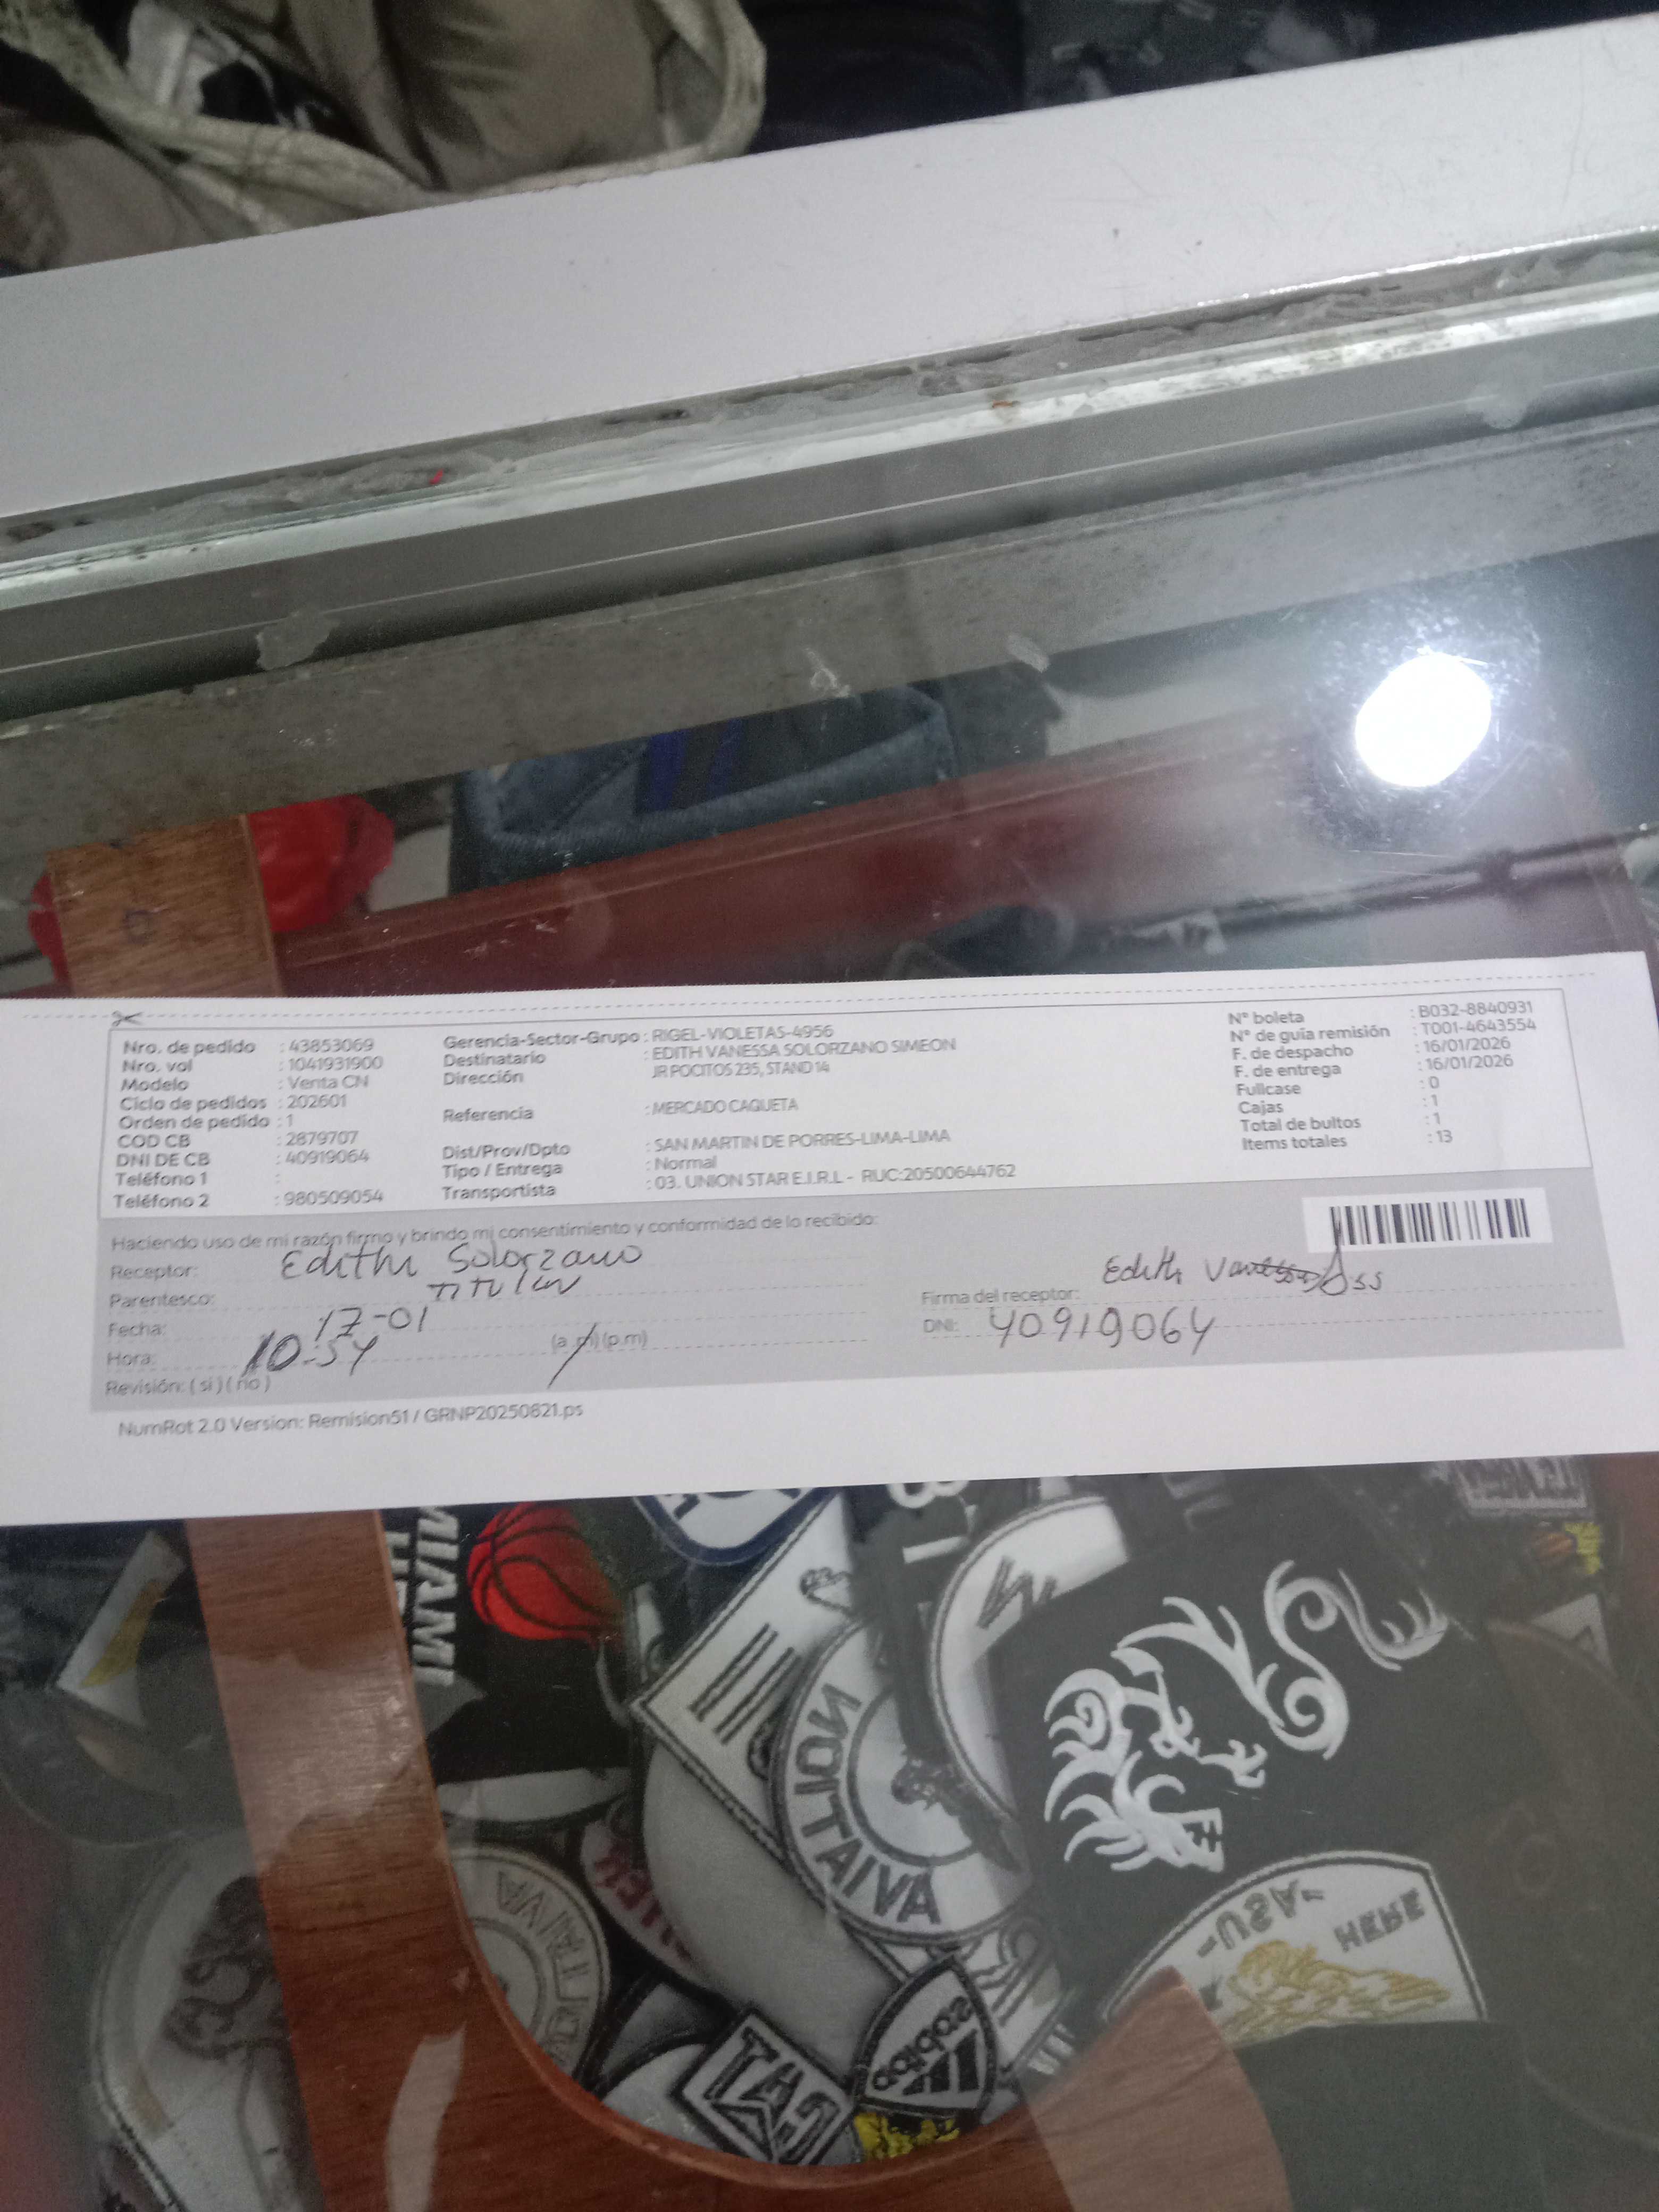 Nro. de pedido : 43853069
Nro. vol : 1041931900
Modelo : Venta CN
Ciclo de pedidos : 202601
Orden de pedido : 1
COD CB : 2879707
DNI DE CB : 40919064
Teléfono 1 :
Teléfono 2 : 980509054
Gerencia-Sector-Grupo : RIGEL-VIOLETAS-4956
Destinatario : EDITH VANESSA SOLORZANO SIMEON
Dirección JR POCITOS 235, STAND 14
Referencia : MERCADO CAQUETA
Dist/Prov/Dpto : SAN MARTIN DE PORRES-LIMA-LIMA
Tipo / Entrega : Normal
Transportista : 03. UNION STAR E.I.R.L - RUC:20500644762
N° boleta : B032-8840931
N° de guía remisión : T001-4643554
F. de despacho : 16/01/2026
F. de entrega : 16/01/2026
Fullcase : 0
Cajas : 1
Total de bultos : 1
Items totales : 13
Haciendo uso de mi razón firmo y brindo mi consentimiento y conformidad de lo recibido:
Receptor: Edith Solorzano
Parentesco: TITULAR
Fecha: 17-01
Hora: 10:54 (a.m) (p.m)
Revisión: ( si ) ( no )
Firma del receptor: Edith Vanessa
DNI: 40919064
NumRot 2.0 Version: Remision51 / GRNP20250821.ps
MIAMI
AVIATION
AVIA
-USA-
HERE
adidas
CAT